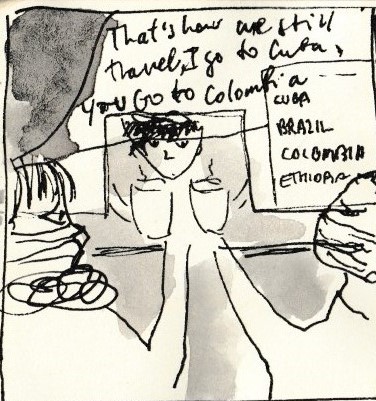 That's how we still
travel, I go to Cuba,
You Go to Colombia
CUBA
BRAZIL
COLOMBIA
ETHIOPIA